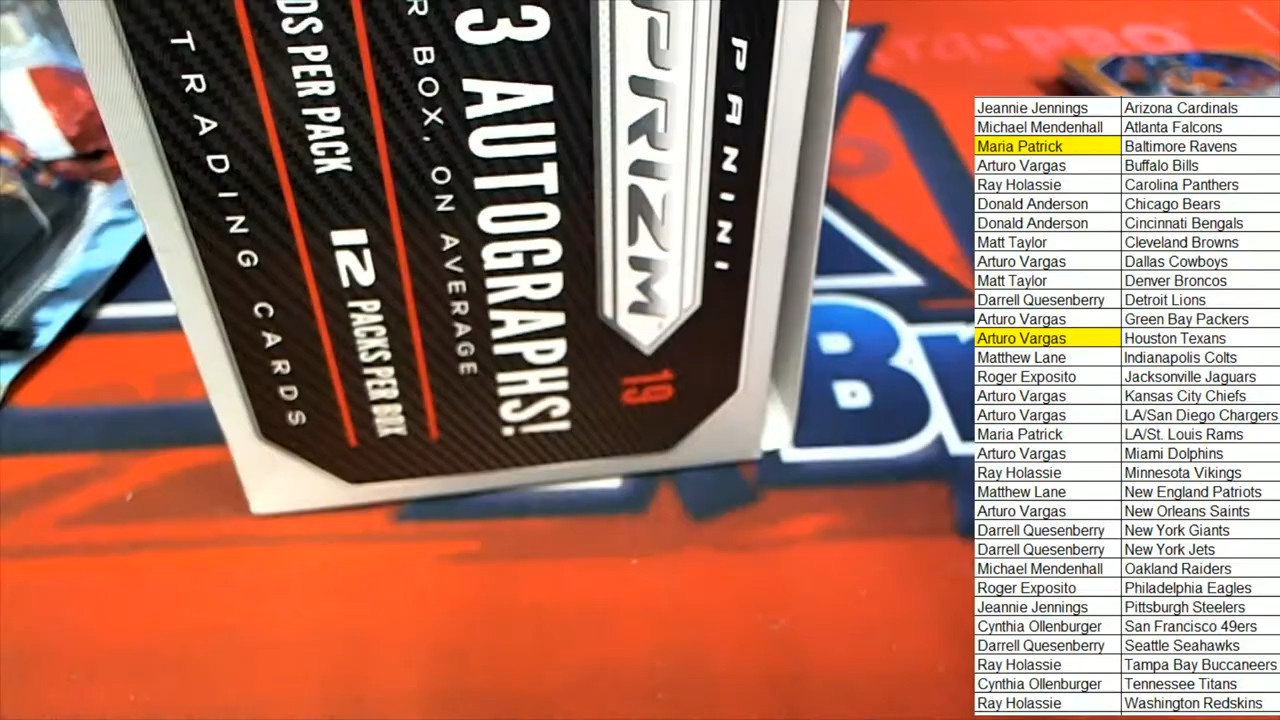 PANINI
PRIZM
19
3 AUTOGRAPHS!
R BOX, ON AVERAGE
DS PER PACK
12 PACKS PER BOX
TRADING CARDS
PRO
Br
Jeannie Jennings Arizona Cardinals
Michael Mendenhall Atlanta Falcons
Maria Patrick Baltimore Ravens
Arturo Vargas Buffalo Bills
Ray Holassie Carolina Panthers
Donald Anderson Chicago Bears
Donald Anderson Cincinnati Bengals
Matt Taylor Cleveland Browns
Arturo Vargas Dallas Cowboys
Matt Taylor Denver Broncos
Darrell Quesenberry Detroit Lions
Arturo Vargas Green Bay Packers
Arturo Vargas Houston Texans
Matthew Lane Indianapolis Colts
Roger Exposito Jacksonville Jaguars
Arturo Vargas Kansas City Chiefs
Arturo Vargas LA/San Diego Chargers
Maria Patrick LA/St. Louis Rams
Arturo Vargas Miami Dolphins
Ray Holassie Minnesota Vikings
Matthew Lane New England Patriots
Arturo Vargas New Orleans Saints
Darrell Quesenberry New York Giants
Darrell Quesenberry New York Jets
Michael Mendenhall Oakland Raiders
Roger Exposito Philadelphia Eagles
Jeannie Jennings Pittsburgh Steelers
Cynthia Ollenburger San Francisco 49ers
Darrell Quesenberry Seattle Seahawks
Ray Holassie Tampa Bay Buccaneers
Cynthia Ollenburger Tennessee Titans
Ray Holassie Washington Redskins